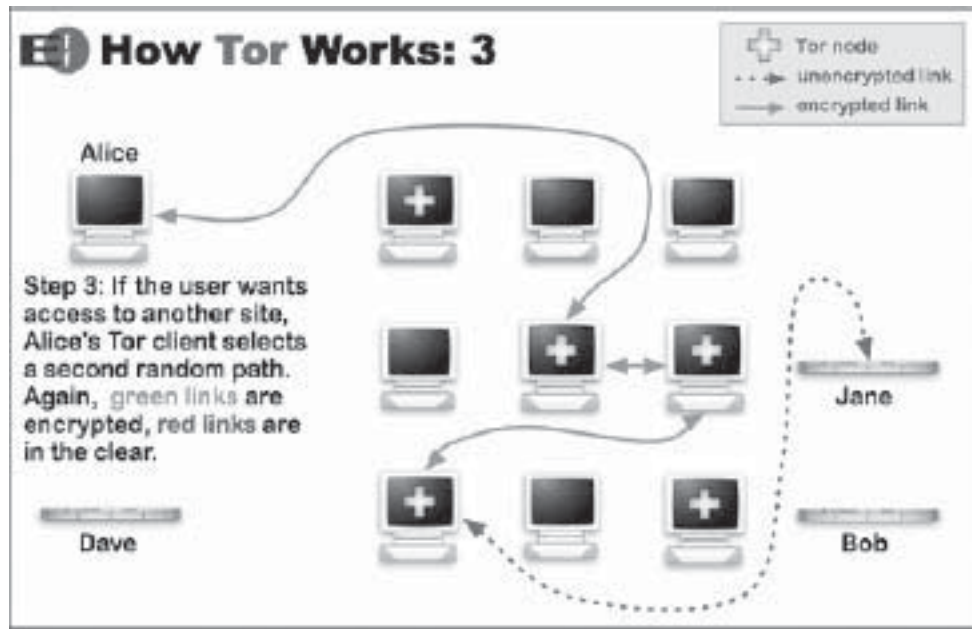 EFF How Tor Works: 3
Tor node
unencrypted link
encrypted link
Alice
Step 3: If the user wants
access to another site,
Alice's Tor client selects
a second random path.
Again, green links are
encrypted, red links are
in the clear.
Jane
Dave
Bob